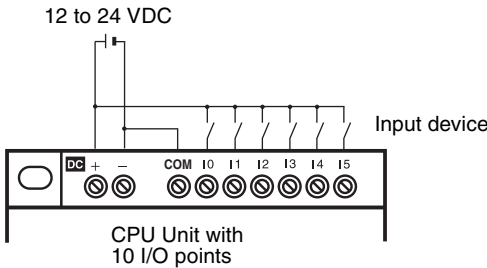 12 to 24 VDC
Input device
DC + − COM I0 I1 I2 I3 I4 I5
CPU Unit with
10 I/O points